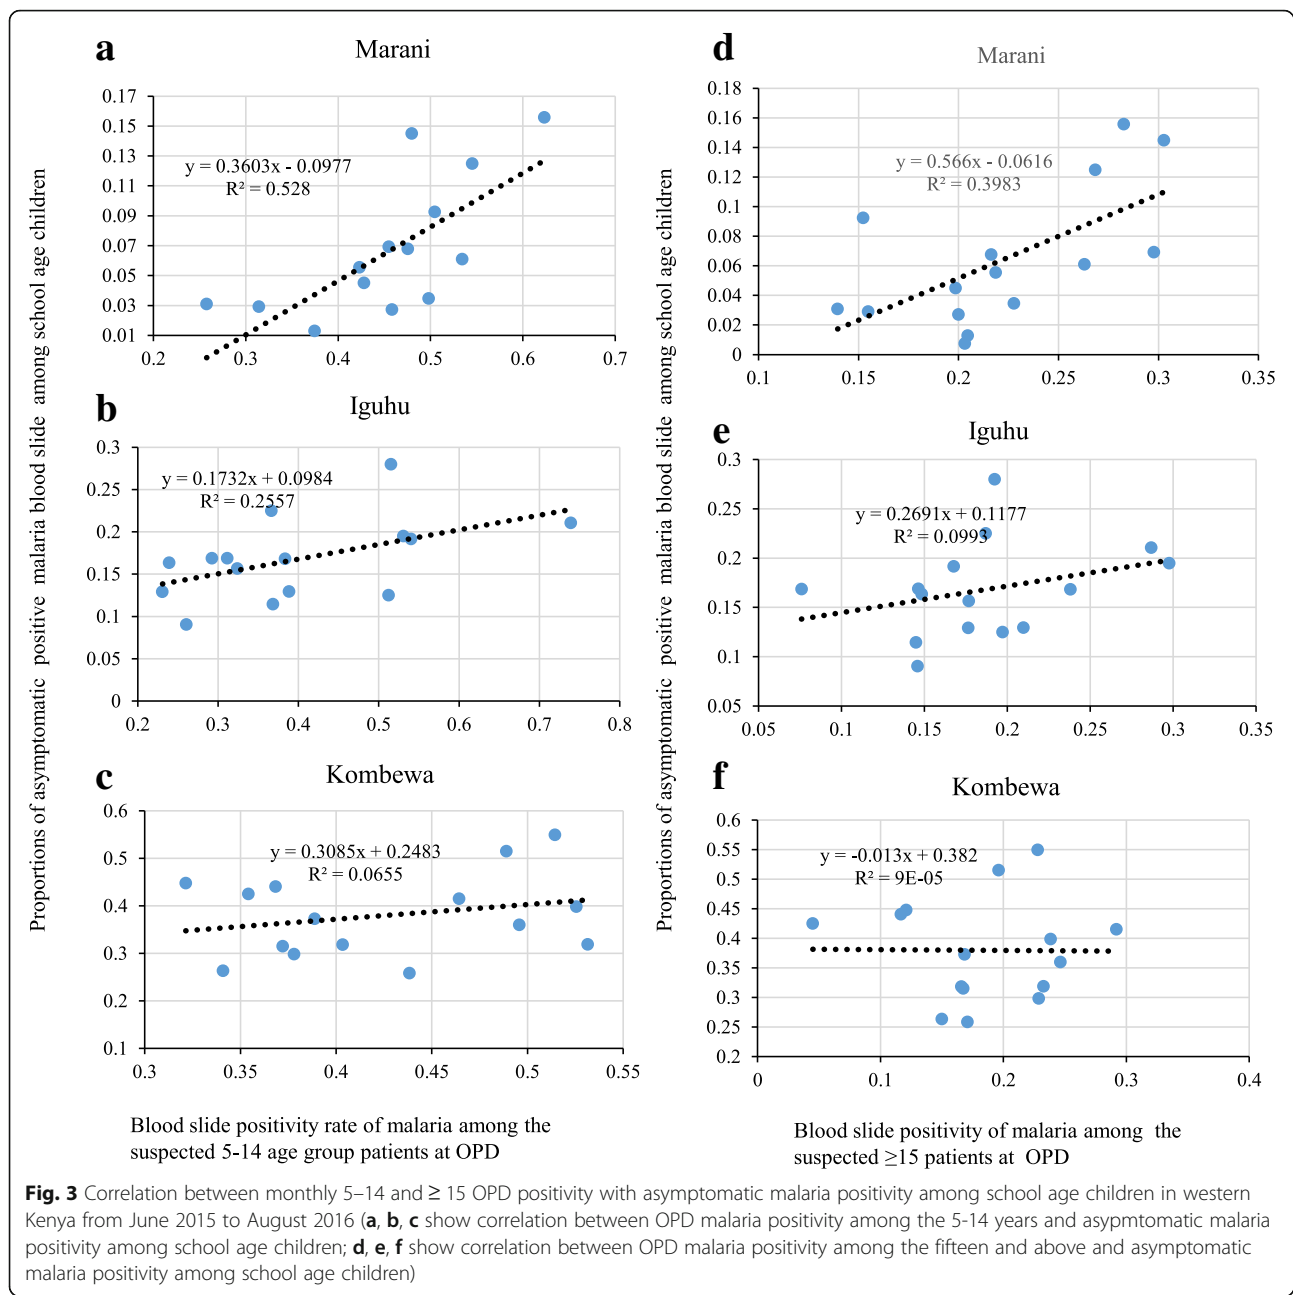 Proportions of asymptomatic positive malaria blood slide among school age children
a
Marani
0.17
0.15
0.13
0.11
0.09
0.07
0.05
0.03
0.01
y = 0.3603x - 0.0977
R² = 0.528
0.2 0.3 0.4 0.5 0.6 0.7
b
Iguhu
0.3
0.25
0.2
0.15
0.1
0.05
0
y = 0.1732x + 0.0984
R² = 0.2557
0.2 0.3 0.4 0.5 0.6 0.7 0.8
c
Kombewa
0.6
0.5
0.4
0.3
0.2
0.1
y = 0.3085x + 0.2483
R² = 0.0655
0.3 0.35 0.4 0.45 0.5 0.55
Blood slide positivity rate of malaria among the
suspected 5-14 age group patients at OPD
Proportions of asymptomatic positive malaria blood slide among school age children
d
Marani
0.18
0.16
0.14
0.12
0.1
0.08
0.06
0.04
0.02
0
y = 0.566x - 0.0616
R² = 0.3983
0.1 0.15 0.2 0.25 0.3 0.35
e
Iguhu
0.3
0.25
0.2
0.15
0.1
0.05
y = 0.2691x + 0.1177
R² = 0.0993
0.05 0.1 0.15 0.2 0.25 0.3 0.35
f
Kombewa
0.6
0.55
0.5
0.45
0.4
0.35
0.3
0.25
0.2
y = -0.013x + 0.382
R² = 9E-05
0 0.1 0.2 0.3 0.4
Blood slide positivity of malaria among the
suspected ≥15 patients at OPD
Fig. 3 Correlation between monthly 5–14 and ≥ 15 OPD positivity with asymptomatic malaria positivity among school age children in western
Kenya from June 2015 to August 2016 (a, b, c show correlation between OPD malaria positivity among the 5-14 years and asypmtomatic malaria
positivity among school age children; d, e, f show correlation between OPD malaria positivity among the fifteen and above and asymptomatic
malaria positivity among school age children)